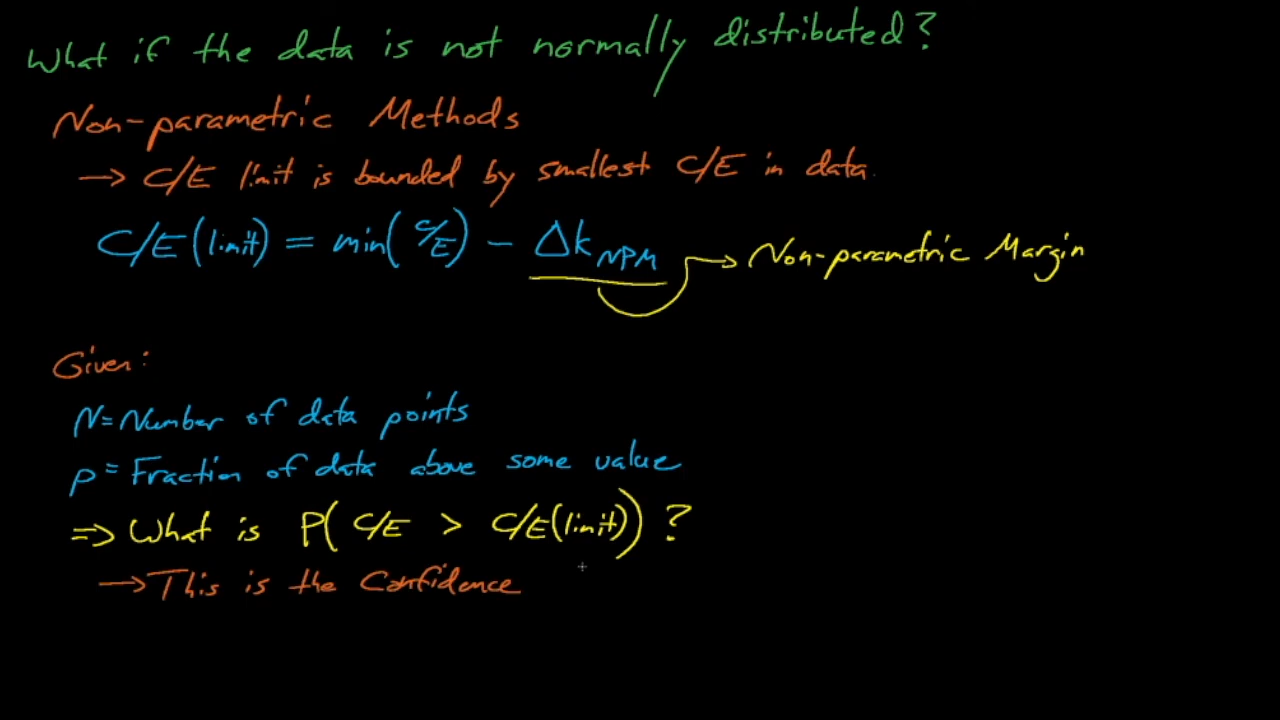 What if the data is not normally distributed?
Non-parametric Methods
→ C/E limit is bounded by smallest C/E in data.
C/E(limit) = min(C/E) - Δk NPM → Non-parametric Margin
Given:
N = Number of data points
p = Fraction of data above some value
⇒ What is P(C/E > C/E(limit))?
→ This is the Confidence